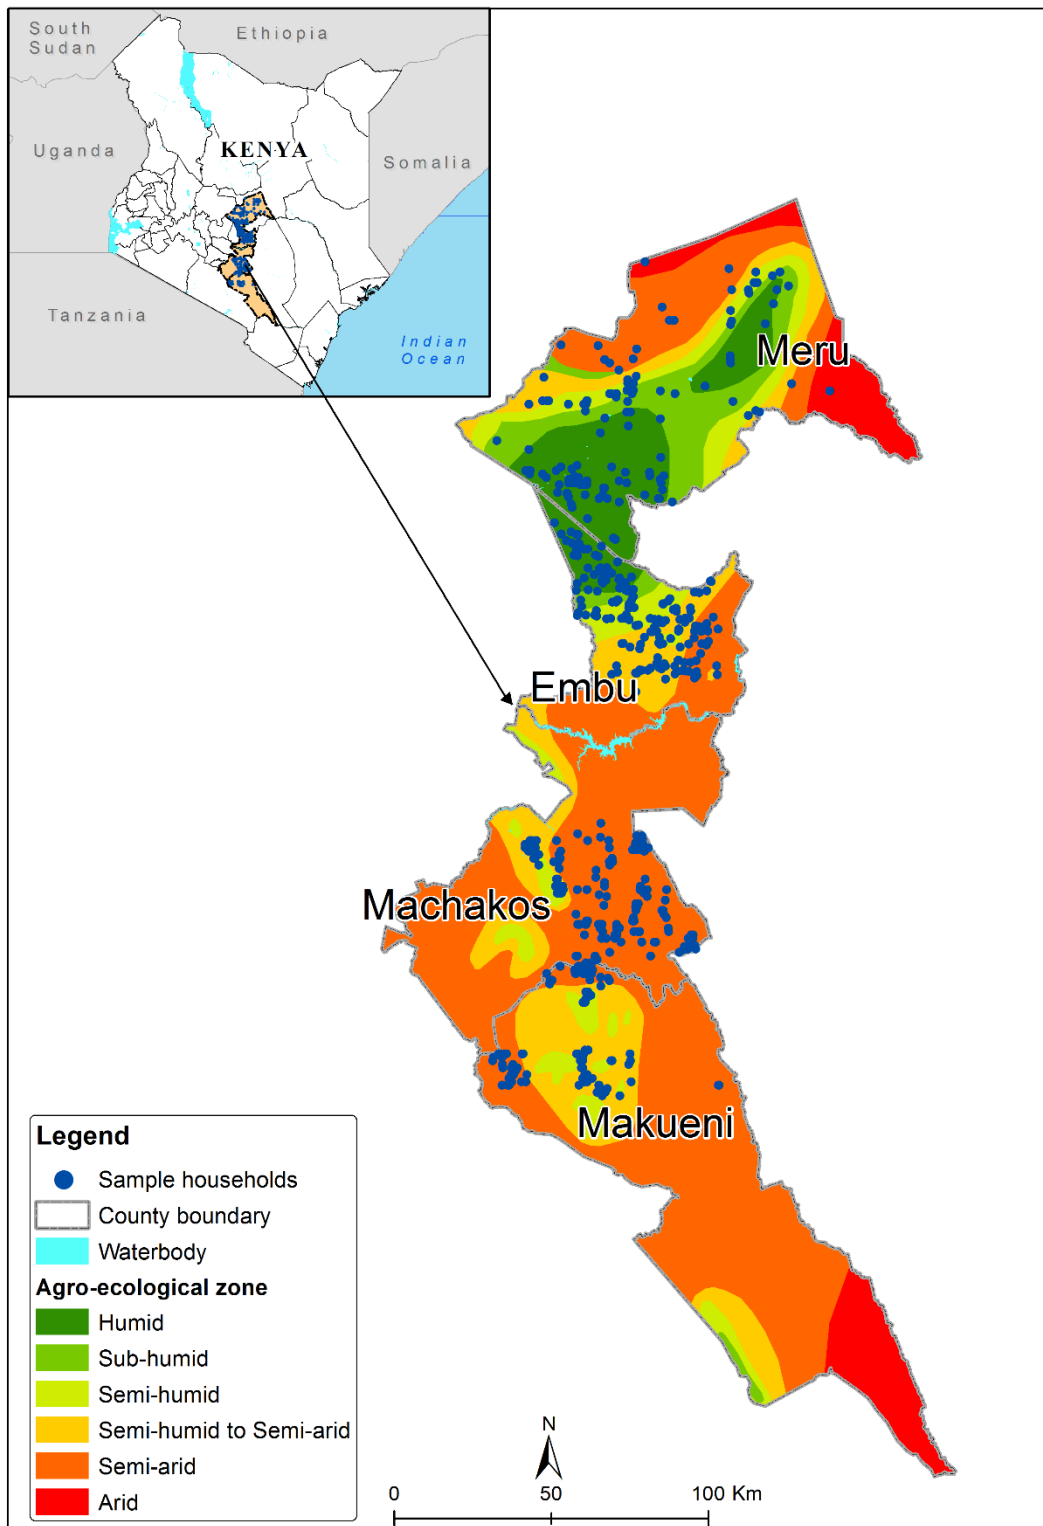 South
Sudan
Ethiopia
Uganda
KENYA
Somalia
Tanzania
Indian
Ocean
Meru
Embu
Machakos
Makueni
Legend
Sample households
County boundary
Waterbody
Agro-ecological zone
Humid
Sub-humid
Semi-humid
Semi-humid to Semi-arid
Semi-arid
Arid
N
0 50 100 Km